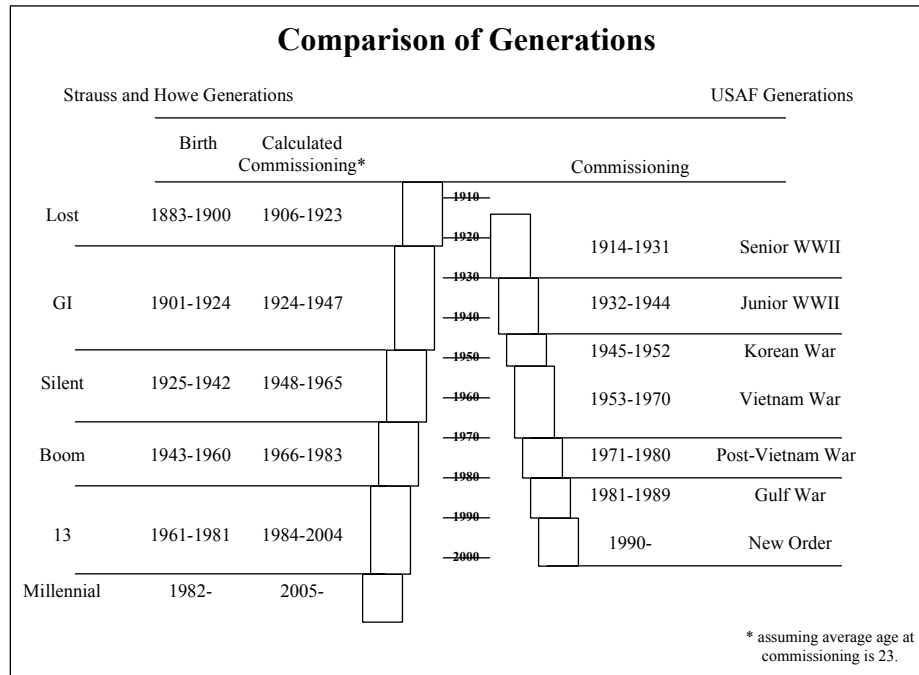 Comparison of Generations
Strauss and Howe Generations
USAF Generations
Birth
Calculated
Commissioning*
Commissioning
1910
Lost
1883-1900
1906-1923
1920
1914-1931
Senior WWII
1930
GI
1901-1924
1924-1947
1932-1944
Junior WWII
1940
1945-1952
Korean War
1950
Silent
1925-1942
1948-1965
1960
1953-1970
Vietnam War
1970
Boom
1943-1960
1966-1983
1971-1980
Post-Vietnam War
1980
1981-1989
Gulf War
1990
13
1961-1981
1984-2004
1990-
New Order
2000
Millennial
1982-
2005-
* assuming average age at
commissioning is 23.